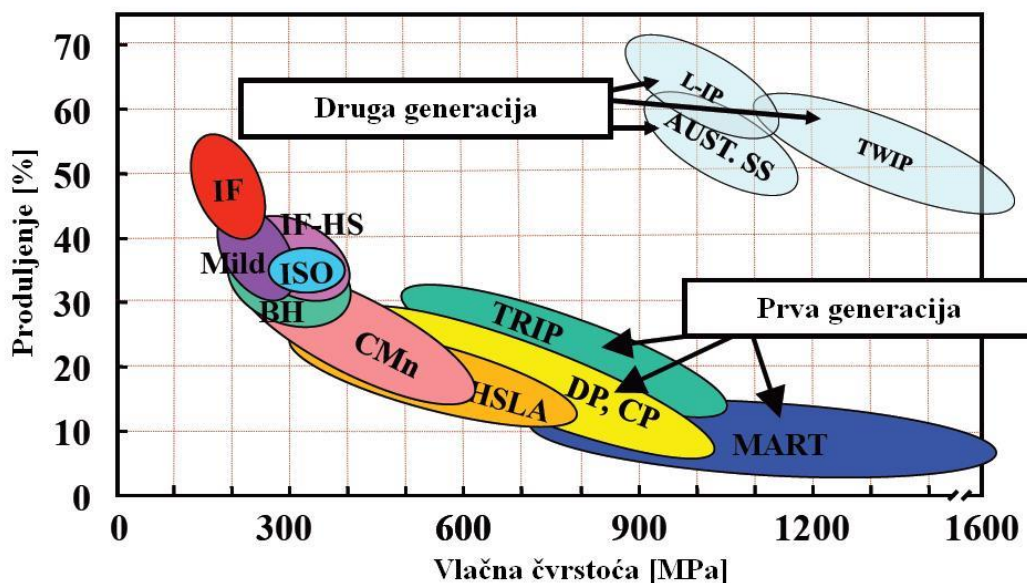 Produljenje [%]
70
60
50
40
30
20
10
0
Druga generacija
L-IP
AUST. SS
TWIP
IF
IF-HS
Mild
ISO
BH
CMn
HSLA
TRIP
DP, CP
MART
Prva generacija
0 300 600 900 1200 1600
Vlačna čvrstoća [MPa]